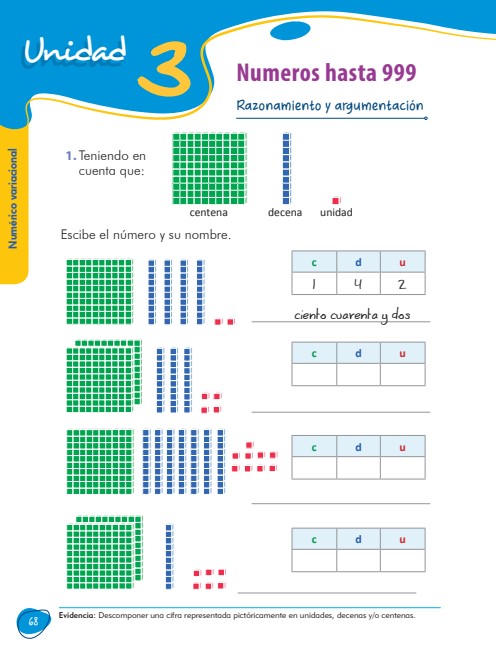 Unidad 3
Numeros hasta 999
Razonamiento y argumentación
Numérico variacional
1. Teniendo en
cuenta que:
centena decena unidad
Escibe el número y su nombre.
c d u
1 4 2
ciento cuarenta y dos
c d u
c d u
c d u
68
Evidencia: Descomponer una cifra representada pictóricamente en unidades, decenas y/o centenas.